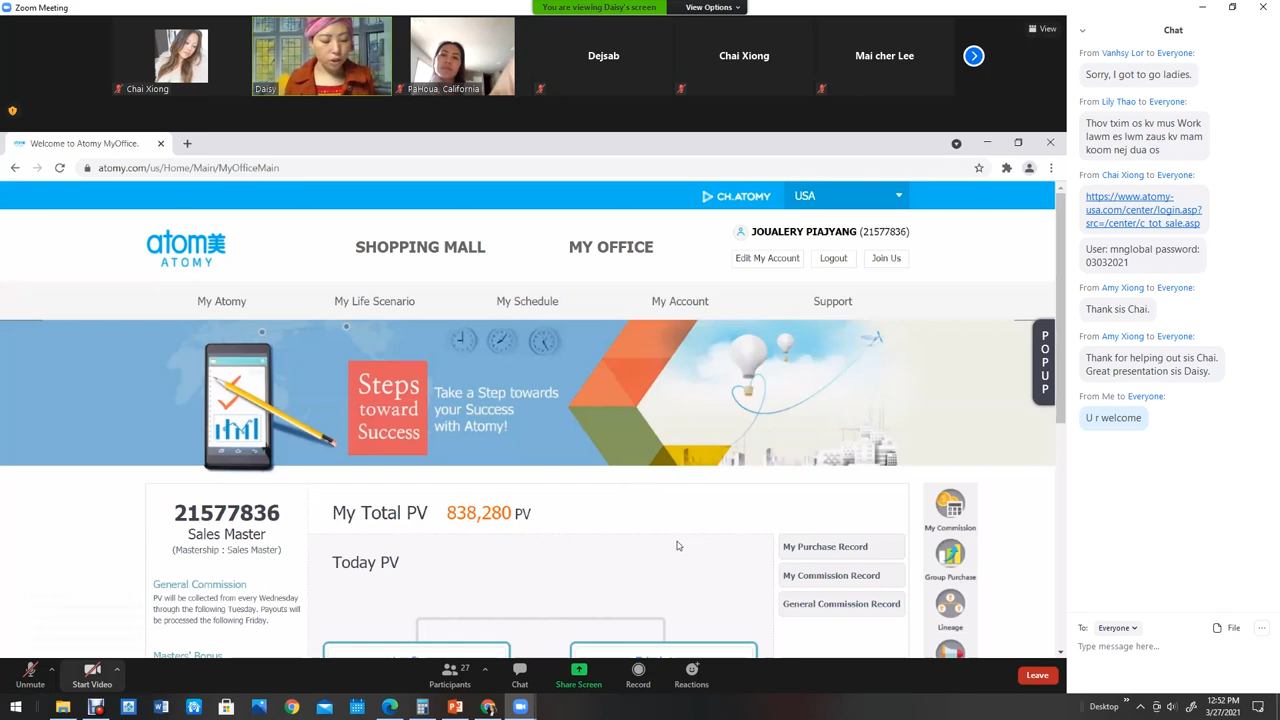 Zoom Meeting
You are viewing Daisy's screen
View Options
View
Chai Xiong
Daisy
PaHoua, California
Dejsab
Chai Xiong
Mai cher Lee
Welcome to Atomy MyOffice.
atomy.com/us/Home/Main/MyOfficeMain
CH.ATOMY
USA
atom美
ATOMY
SHOPPING MALL
MY OFFICE
JOUALERY PIAJYANG (21577836)
Edit My Account
Logout
Join Us
My Atomy
My Life Scenario
My Schedule
My Account
Support
Steps
toward
Success
Take a Step towards
your Success
with Atomy!
POPUP
21577836
Sales Master
(Mastership : Sales Master)
General Commission
PV will be collected from every Wednesday
through the following Tuesday. Payouts will
be processed the following Friday.
Masters' Bonus
My Total PV 838,280 PV
Today PV
My Purchase Record
My Commission Record
General Commission Record
My Commission
Group Purchase
Lineage
Chat
From Vanhsy Lor to Everyone:
Sorry, I got to go ladies.
From Lily Thao to Everyone:
Thov txim os kv mus Work
lawm es lwm zaus kv mam
koom nej dua os
From Chai Xiong to Everyone:
https://www.atomy-
usa.com/center/login.asp?
src=/center/c_tot_sale.asp
User: mnglobal password:
03032021
From Amy Xiong to Everyone:
Thank sis Chai.
From Amy Xiong to Everyone:
Thank for helping out sis Chai.
Great presentation sis Daisy.
From Me to Everyone:
U r welcome
To: Everyone
File
Type message here...
Unmute
Start Video
Participants
27
Chat
Share Screen
Record
Reactions
Leave
Desktop
12:52 PM
3/27/2021